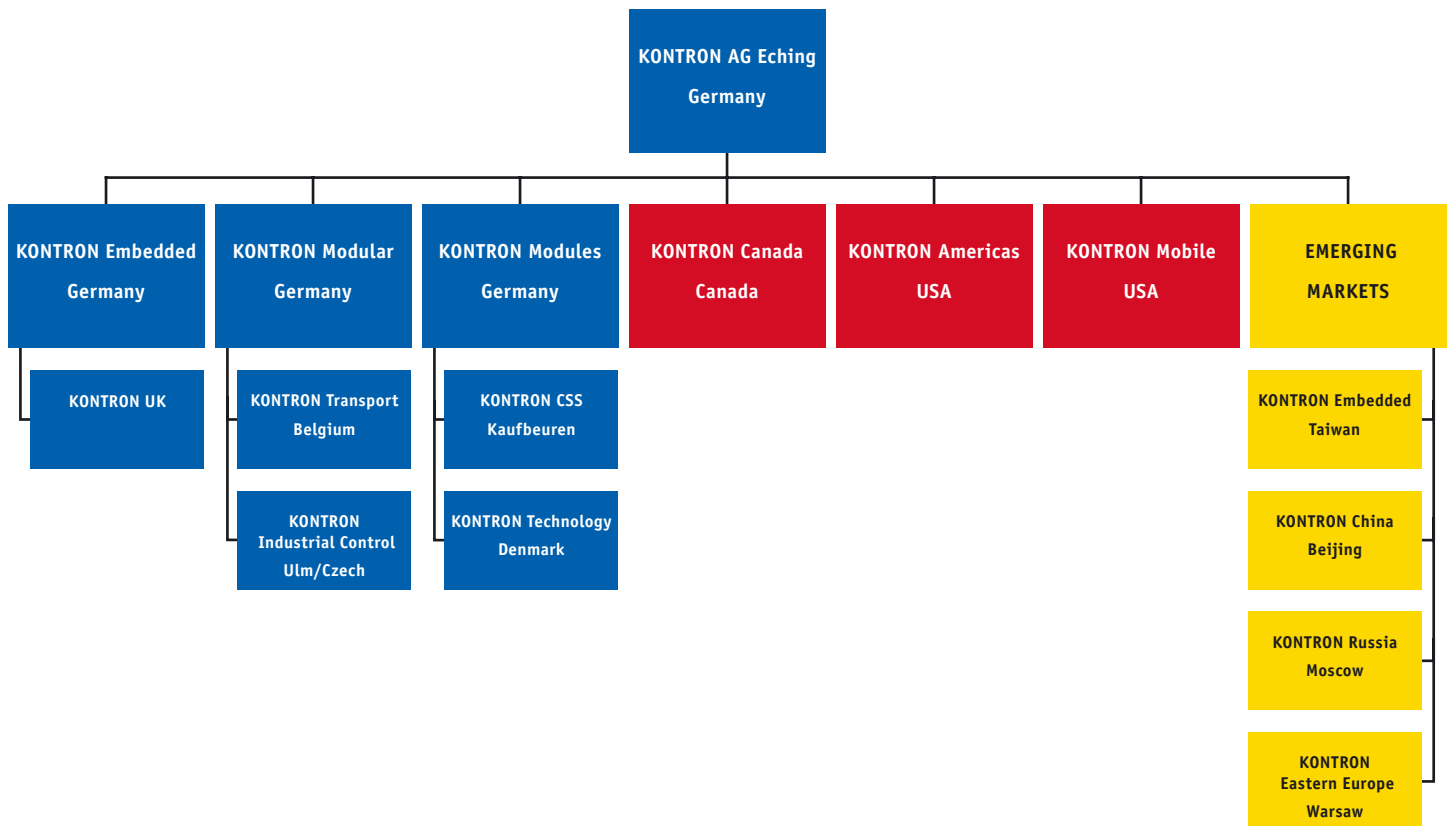 KONTRON AG Eching
Germany
KONTRON Embedded
Germany
KONTRON Modular
Germany
KONTRON Modules
Germany
KONTRON Canada
Canada
KONTRON Americas
USA
KONTRON Mobile
USA
EMERGING
MARKETS
KONTRON UK
KONTRON Transport
Belgium
KONTRON
Industrial Control
Ulm/Czech
KONTRON CSS
Kaufbeuren
KONTRON Technology
Denmark
KONTRON Embedded
Taiwan
KONTRON China
Beijing
KONTRON Russia
Moscow
KONTRON
Eastern Europe
Warsaw